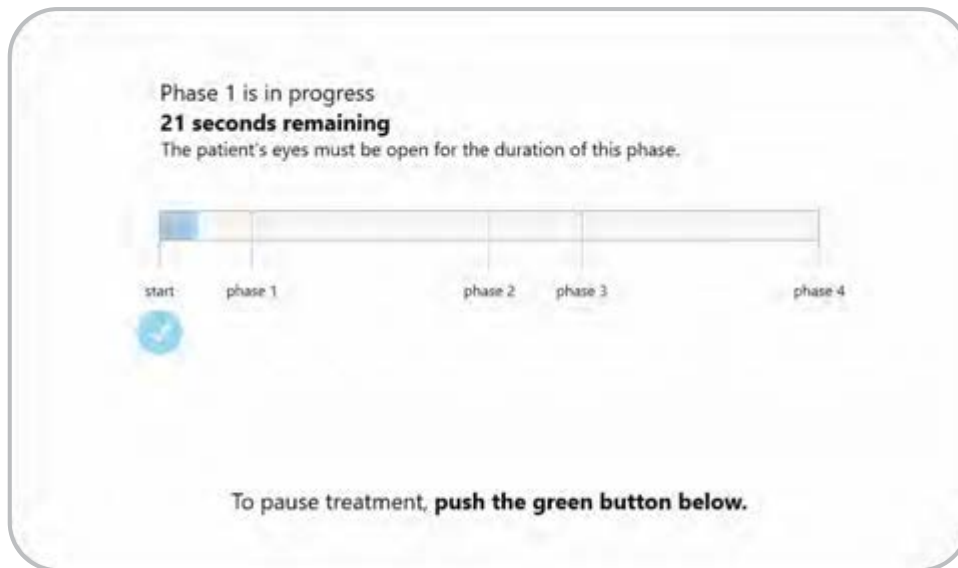 Phase 1 is in progress
21 seconds remaining
The patient's eyes must be open for the duration of this phase.
start phase 1 phase 2 phase 3 phase 4
To pause treatment, push the green button below.